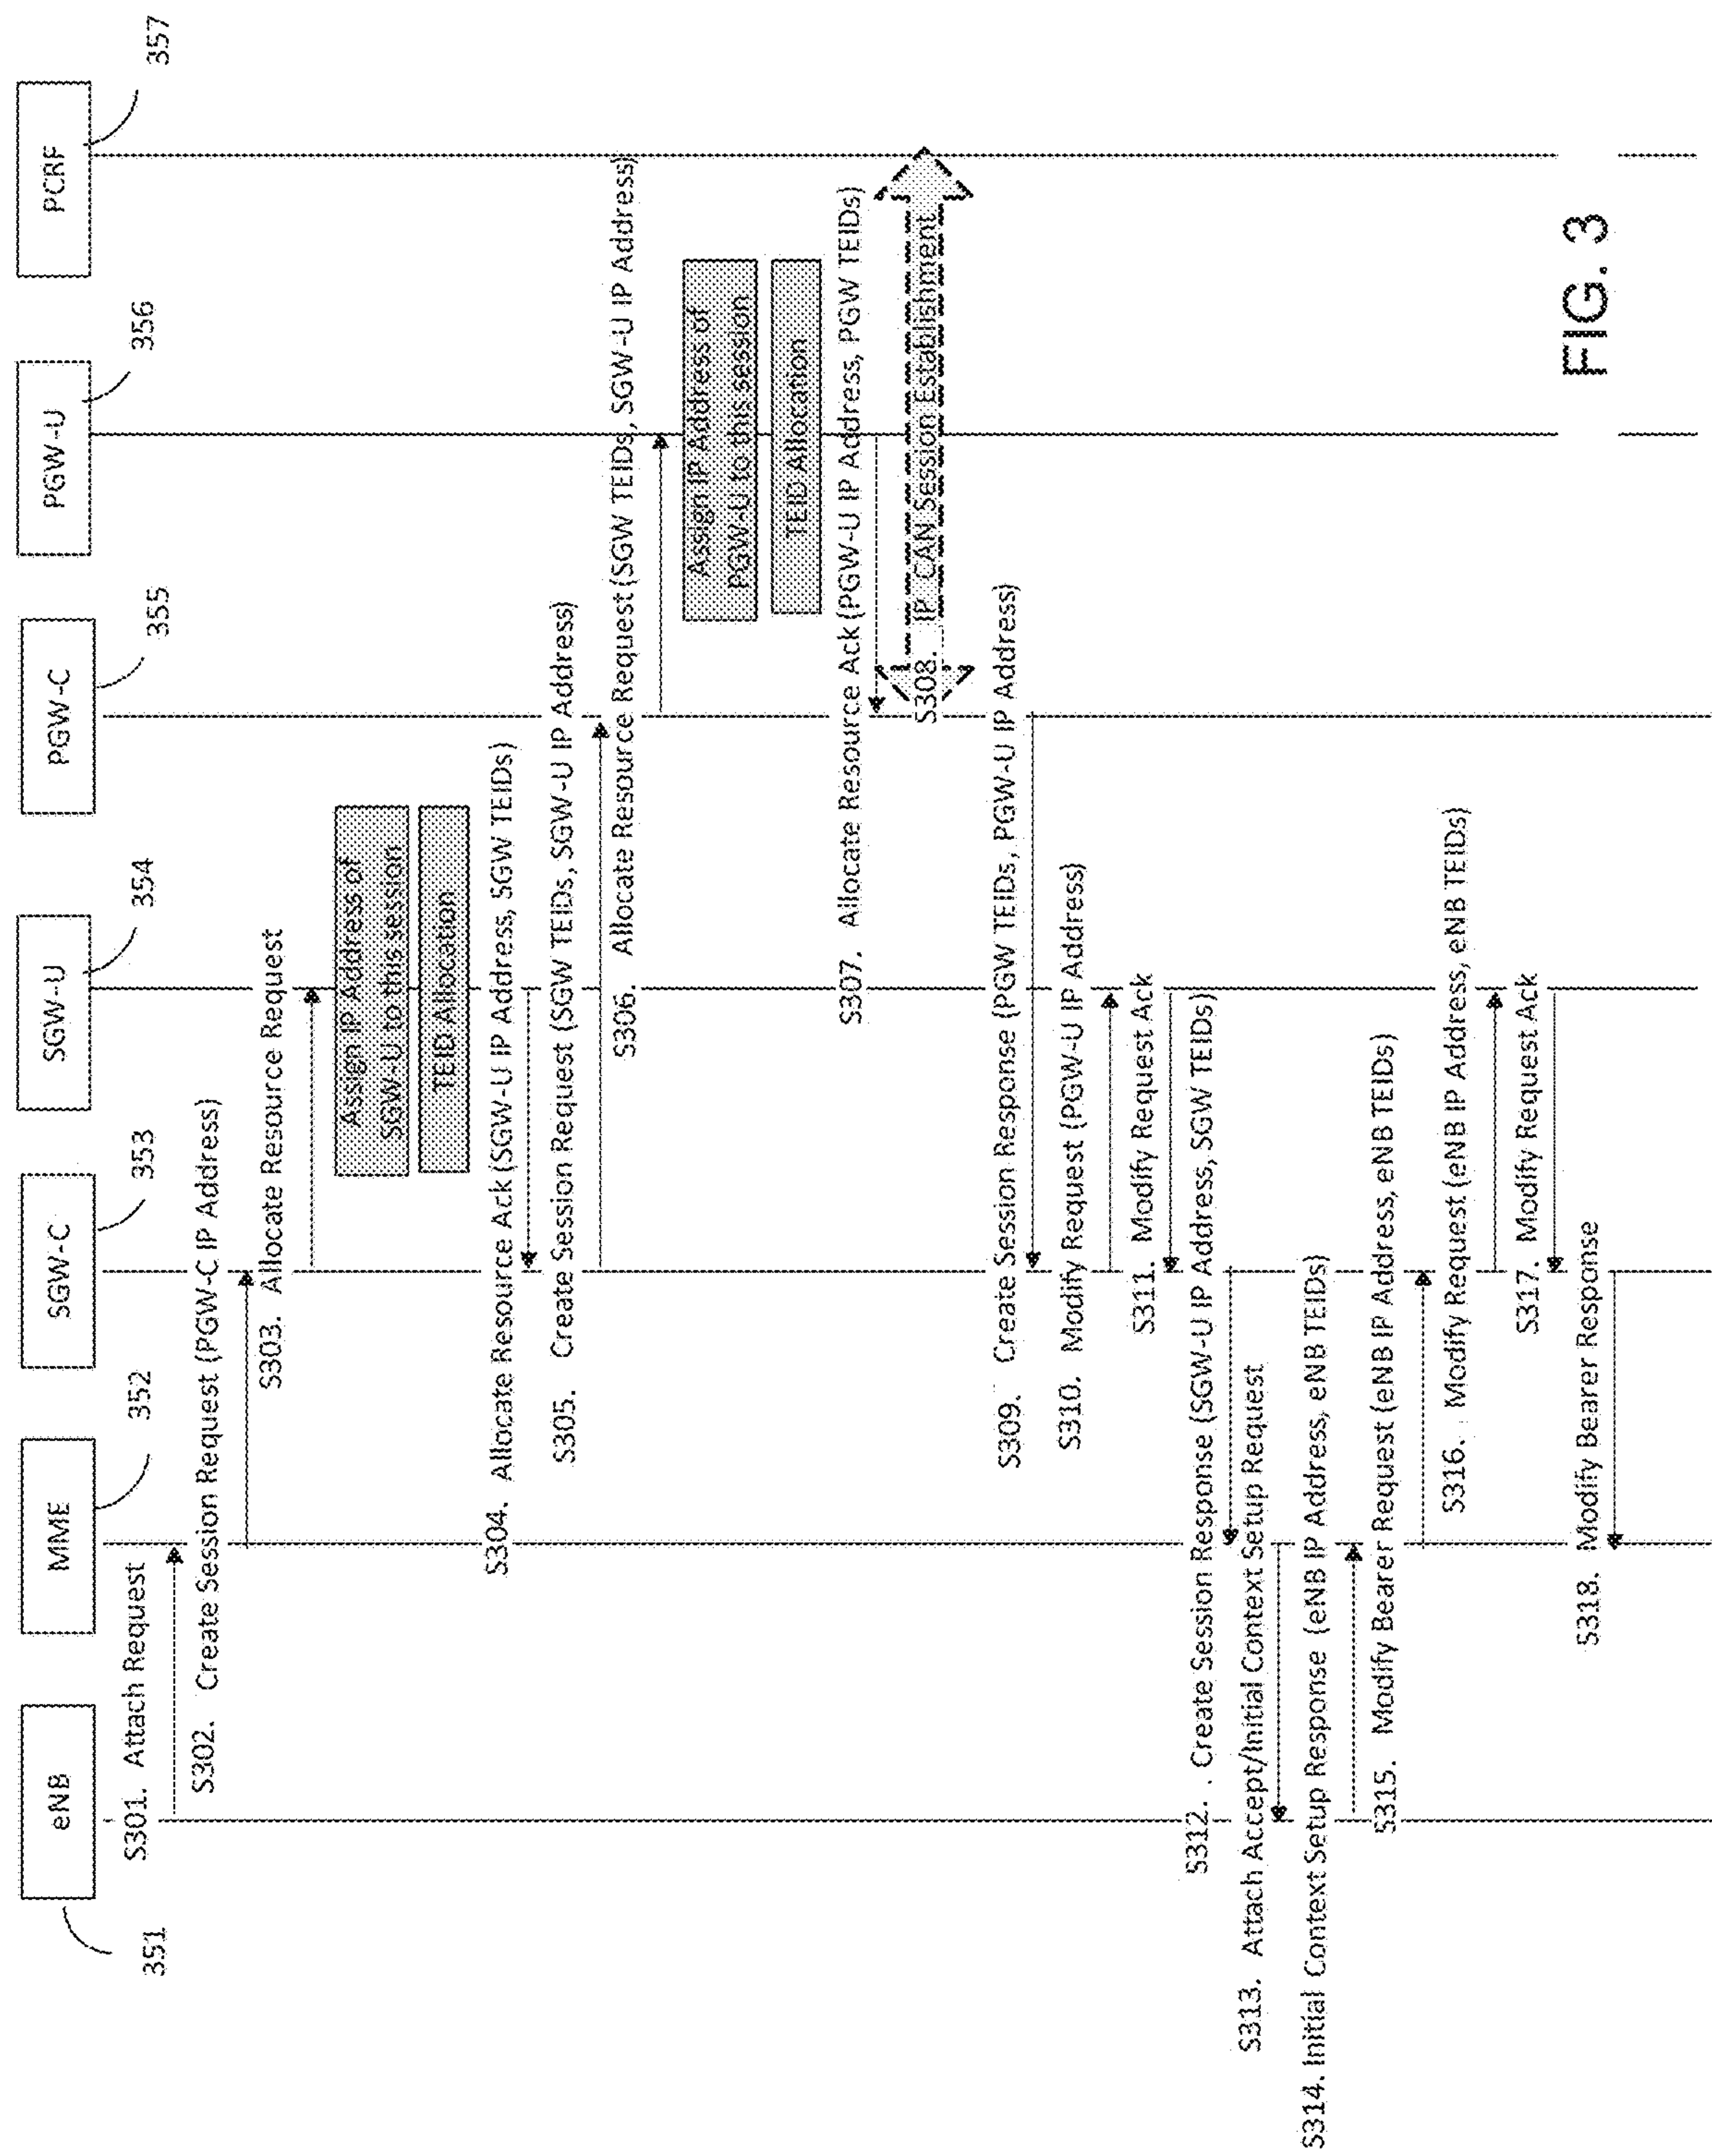 eNB
MME
SGW-C
SGW-U
PGW-C
PGW-U
PCRF
351
352
353
354
355
356
357
S301. Attach Request
S302. Create Session Request (PGW-C IP Address)
S303. Allocate Resource Request
Assign IP Address of
SGW-U to this session
TEID Allocation
S304. Allocate Resource Ack (SGW-U IP Address, SGW TEIDs)
S305. Create Session Request (SGW TEIDs, SGW-U IP Address)
S306. Allocate Resource Request (SGW TEIDs, SGW-U IP Address)
Assign IP Address of
PGW-U to this session
TEID Allocation
S307. Allocate Resource Ack (PGW-U IP Address, PGW TEIDs)
S308. IP_CAN Session Establishment
S309. Create Session Response (PGW TEIDs, PGW-U IP Address)
S310. Modify Request (PGW-U IP Address)
S311. Modify Request Ack
S312. . Create Session Response (SGW-U IP Address, SGW TEIDs)
S313. Attach Accept/Initial Context Setup Request
S314. Initial Context Setup Response (eNB IP Address, eNB TEIDs)
S315. Modify Bearer Request (eNB IP Address, eNB TEIDs)
S316. Modify Request (eNB IP Address, eNB TEIDs)
S317. Modify Request Ack
S318. Modify Bearer Response
FIG. 3